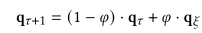 𝐪_{τ+1} = (1 − φ) · 𝐪_τ + φ · 𝐪_ξ